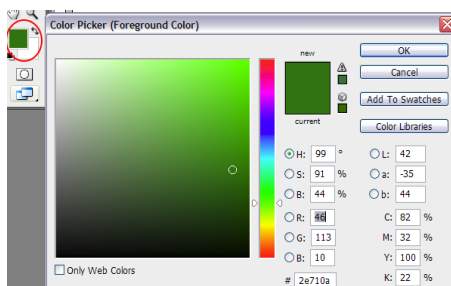 Color Picker (Foreground Color)
new
current
OK
Cancel
Add To Swatches
Color Libraries
H: 99 °
S: 91 %
B: 44 %
R: 46
G: 113
B: 10
# 2e710a
L: 42
a: -35
b: 44
C: 82 %
M: 32 %
Y: 100 %
K: 22 %
Only Web Colors